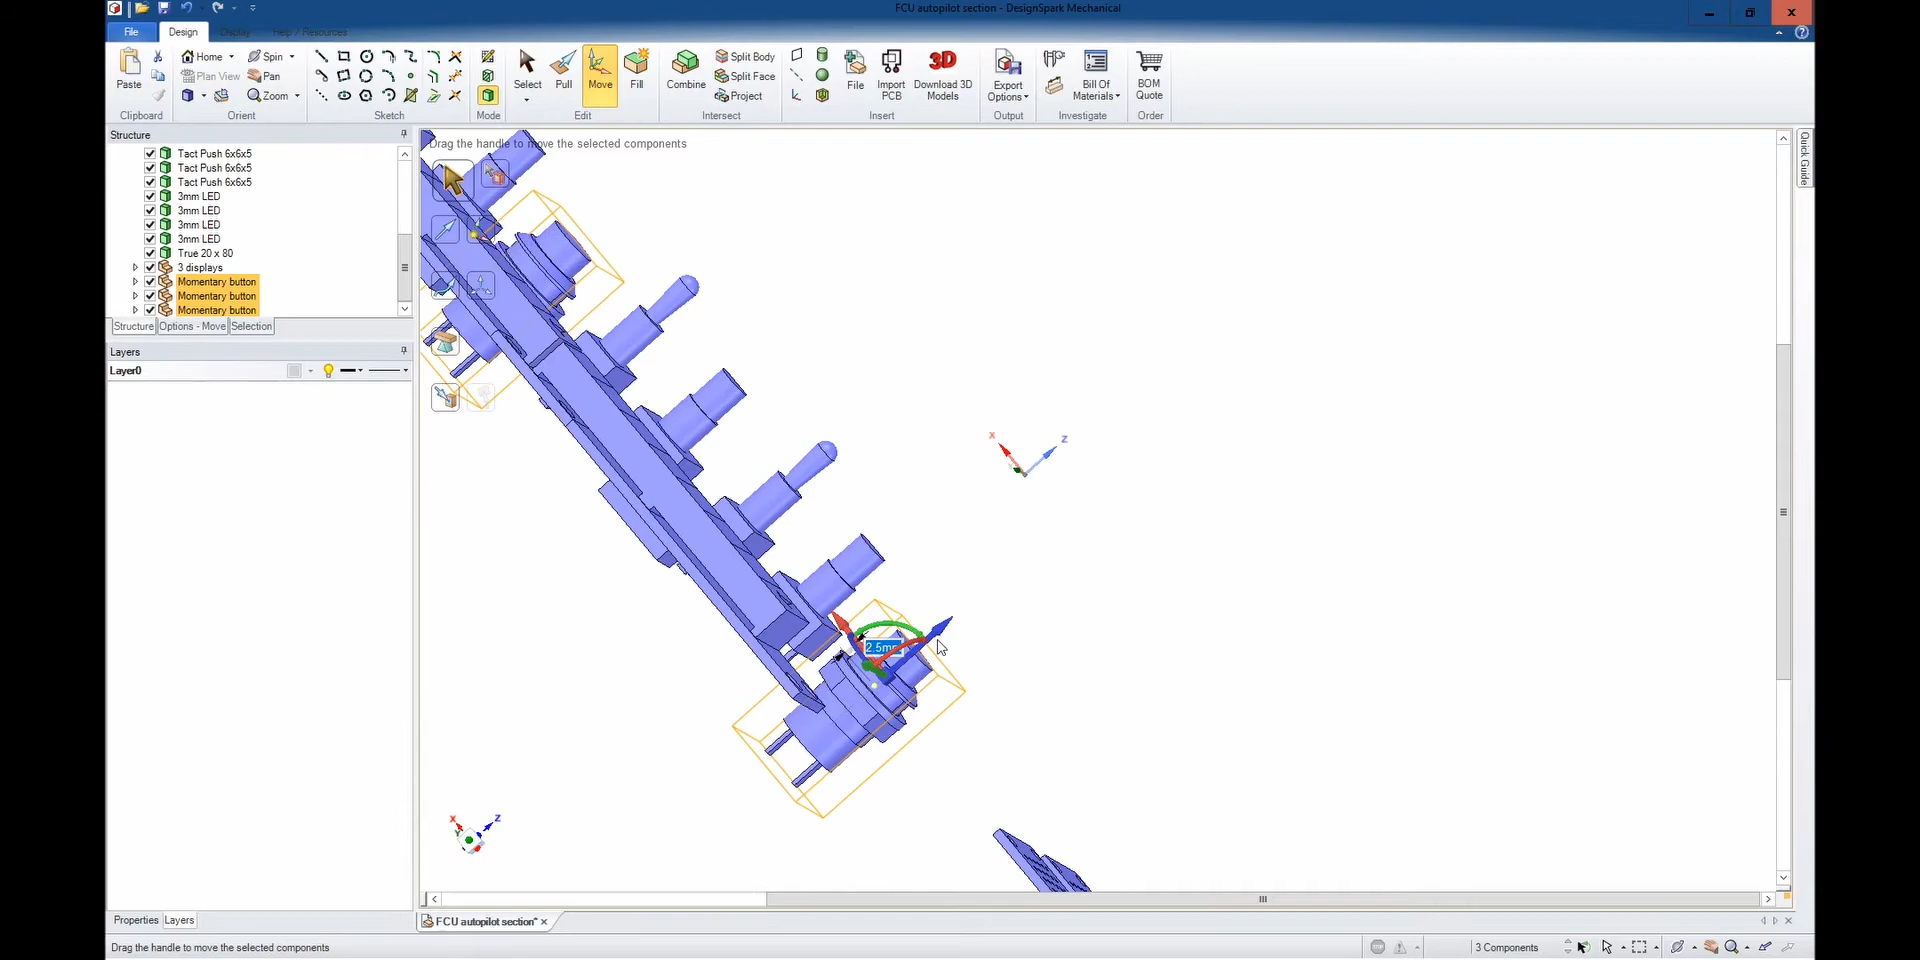 FCU autopilot section - DesignSpark Mechanical
File Design Display Help / Resources
Home Spin
Plan View Pan
Zoom
Paste
Select Pull Move Fill
Combine
Split Body
Split Face
Project
File
Import PCB
Download 3D Models
3D
Export Options
Bill Of Materials
BOM Quote
Clipboard Orient Sketch Mode Edit Intersect Insert Output Investigate Order
Structure
Tact Push 6x6x5
Tact Push 6x6x5
Tact Push 6x6x5
3mm LED
3mm LED
3mm LED
3mm LED
True 20 x 80
3 displays
Momentary button
Momentary button
Momentary button
Structure Options - Move Selection
Layers
Layer0
Drag the handle to move the selected components
Quick Guide
X Z
Y
2.5mm
X Z
Y
Properties Layers
FCU autopilot section*
Drag the handle to move the selected components
3 Components